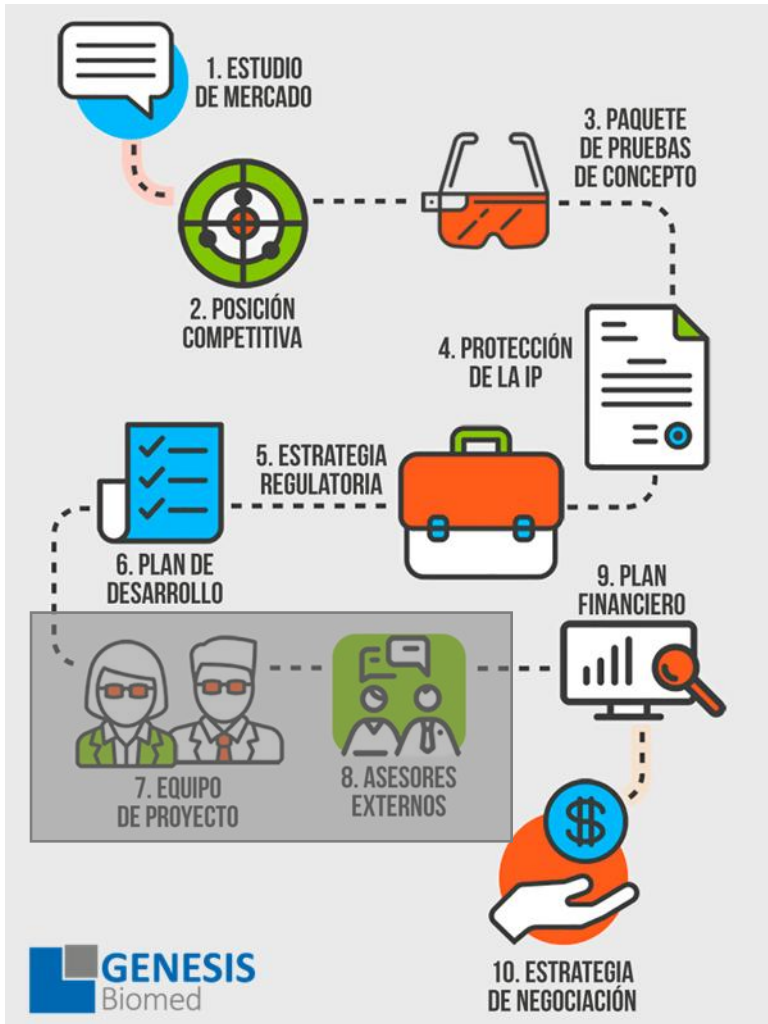 1. ESTUDIO
DE MERCADO
2. POSICIÓN
COMPETITIVA
3. PAQUETE
DE PRUEBAS
DE CONCEPTO
4. PROTECCIÓN
DE LA IP
5. ESTRATEGIA
REGULATORIA
6. PLAN DE
DESARROLLO
7. EQUIPO
DE PROYECTO
8. ASESORES
EXTERNOS
9. PLAN
FINANCIERO
$
10. ESTRATEGIA
DE NEGOCIACIÓN
GENESIS
Biomed